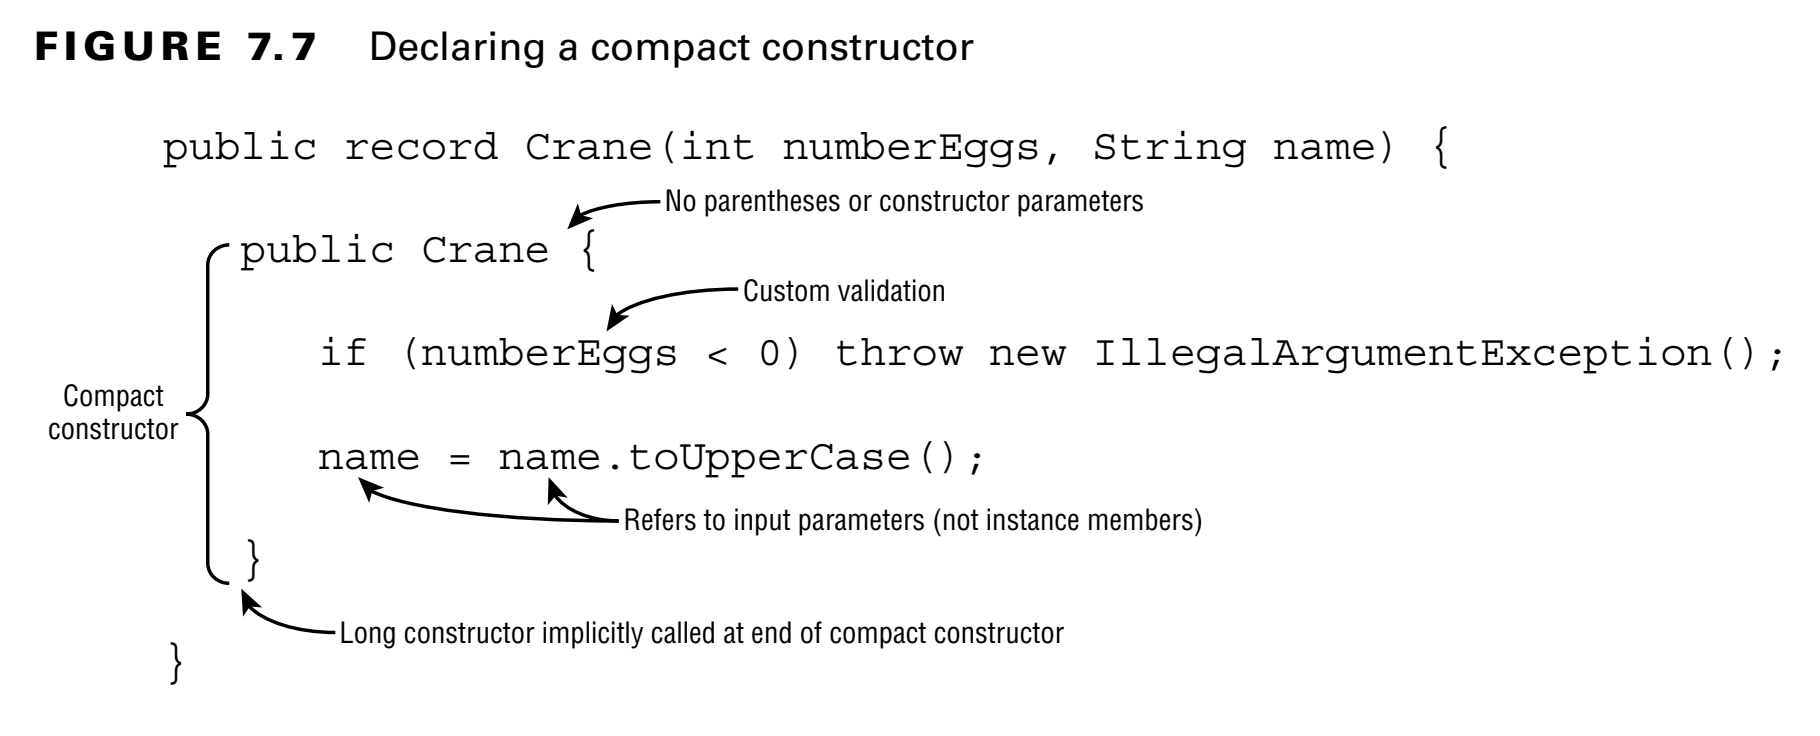 FIGURE 7.7 Declaring a compact constructor
public record Crane(int numberEggs, String name) {
No parentheses or constructor parameters
public Crane {
Custom validation
if (numberEggs < 0) throw new IllegalArgumentException();
Compact
constructor
name = name.toUpperCase();
Refers to input parameters (not instance members)
}
Long constructor implicitly called at end of compact constructor
}